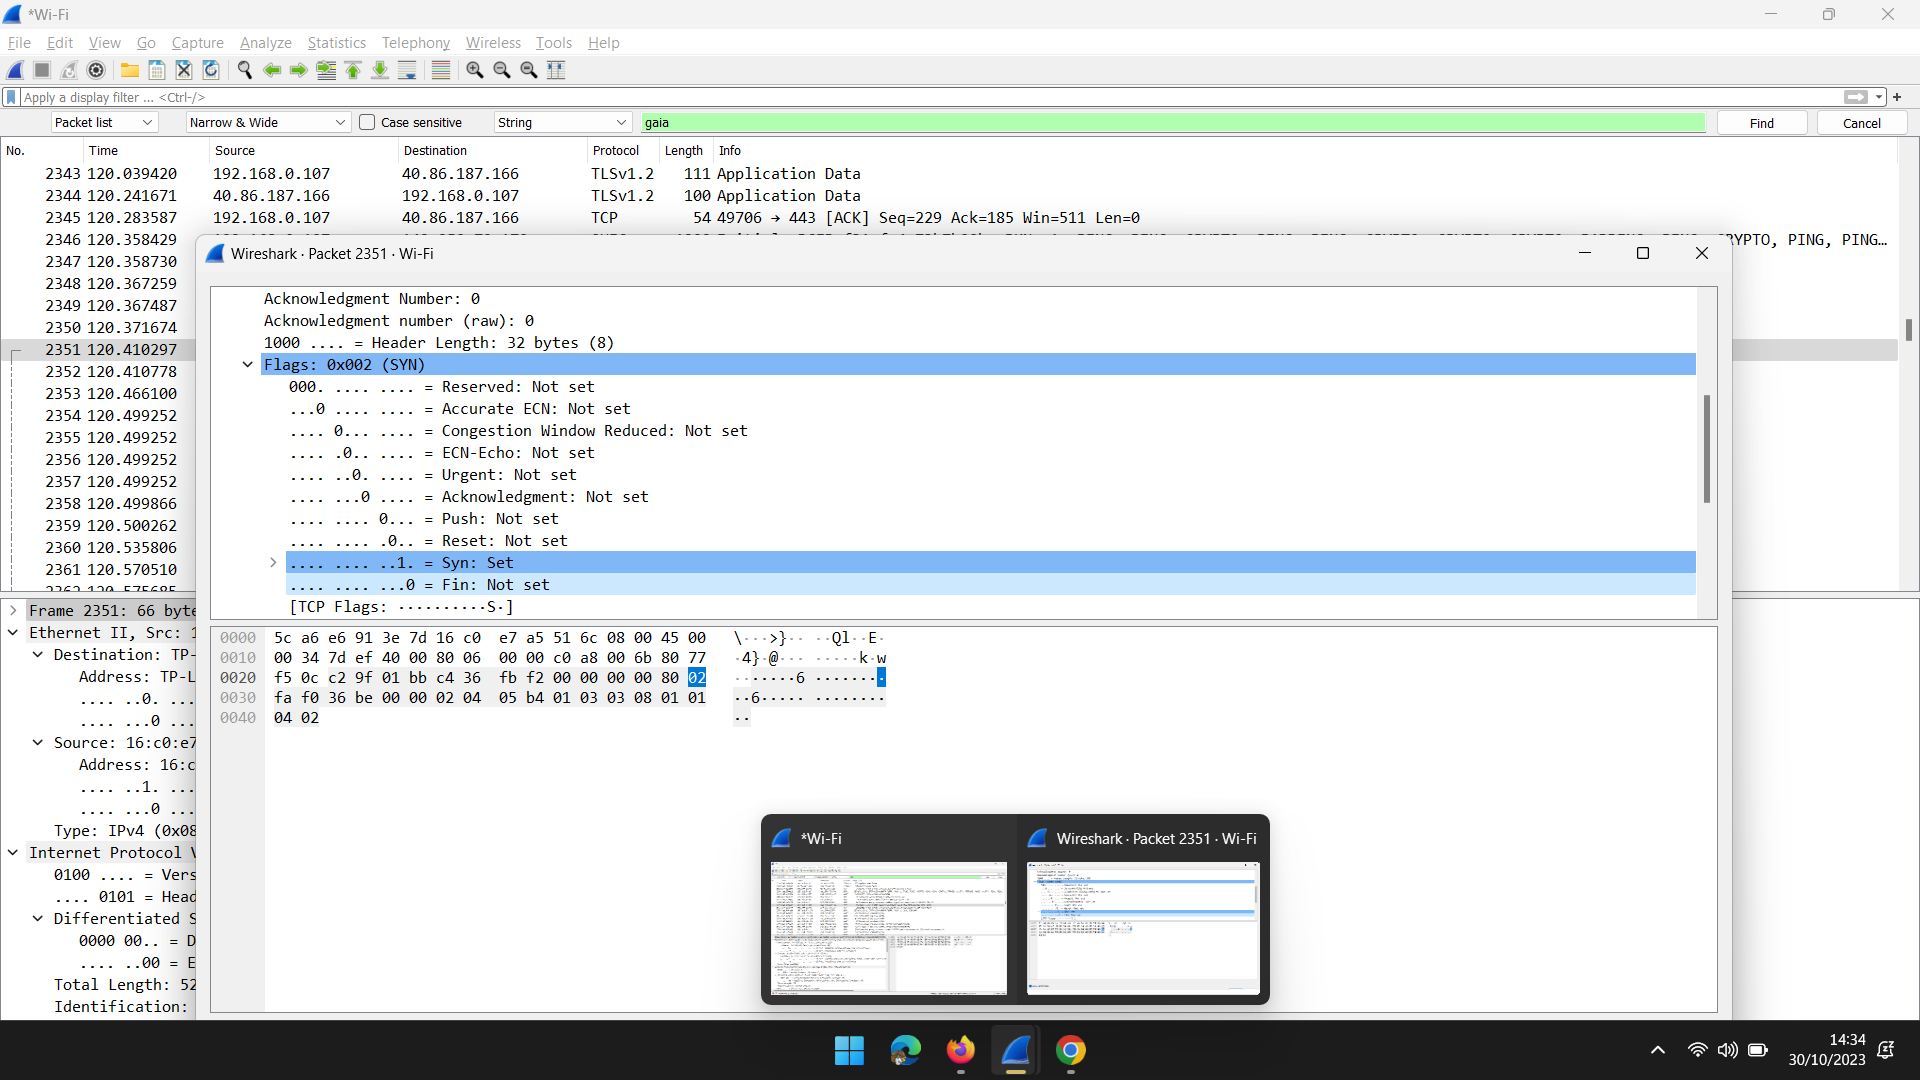 *Wi-Fi
File Edit View Go Capture Analyze Statistics Telephony Wireless Tools Help
Apply a display filter ... <Ctrl-/>
Packet list Narrow & Wide Case sensitive String gaia Find Cancel
No. Time Source Destination Protocol Length Info
2343 120.039420 192.168.0.107 40.86.187.166 TLSv1.2 111 Application Data
2344 120.241671 40.86.187.166 192.168.0.107 TLSv1.2 100 Application Data
2345 120.283587 192.168.0.107 40.86.187.166 TCP 54 49706 → 443 [ACK] Seq=229 Ack=185 Win=511 Len=0
2346 120.358429 YPTO, PING, PING…
2347 120.358730
2348 120.367259
2349 120.367487
2350 120.371674
2351 120.410297
2352 120.410778
2353 120.466100
2354 120.499252
2355 120.499252
2356 120.499252
2357 120.499252
2358 120.499866
2359 120.500262
2360 120.535806
2361 120.570510
2362 120.575685
Frame 2351: 66 byte
Ethernet II, Src: 1
Destination: TP-
Address: TP-L
.... ..0. ...
.... ...0 ...
Source: 16:c0:e7
Address: 16:c
.... ..1. ...
.... ...0 ...
Type: IPv4 (0x08
Internet Protocol V
0100 .... = Vers
.... 0101 = Head
Differentiated S
0000 00.. = D
.... ..00 = E
Total Length: 52
Identification:
Wireshark · Packet 2351 · Wi-Fi
Acknowledgment Number: 0
Acknowledgment number (raw): 0
1000 .... = Header Length: 32 bytes (8)
Flags: 0x002 (SYN)
000. .... .... = Reserved: Not set
...0 .... .... = Accurate ECN: Not set
.... 0... .... = Congestion Window Reduced: Not set
.... .0.. .... = ECN-Echo: Not set
.... ..0. .... = Urgent: Not set
.... ...0 .... = Acknowledgment: Not set
.... .... 0... = Push: Not set
.... .... .0.. = Reset: Not set
.... .... ..1. = Syn: Set
.... .... ...0 = Fin: Not set
[TCP Flags: ··········S·]
0000 5c a6 e6 91 3e 7d 16 c0 e7 a5 51 6c 08 00 45 00 \···>}·· ··Ql··E·
0010 00 34 7d ef 40 00 80 06 00 00 c0 a8 00 6b 80 77 ·4}·@··· ·····k·w
0020 f5 0c c2 9f 01 bb c4 36 fb f2 00 00 00 00 80 02 ·······6 ········
0030 fa f0 36 be 00 00 02 04 05 b4 01 03 03 08 01 01 ··6····· ········
0040 04 02 ··
*Wi-Fi
Wireshark · Packet 2351 · Wi-Fi
14:34
30/10/2023